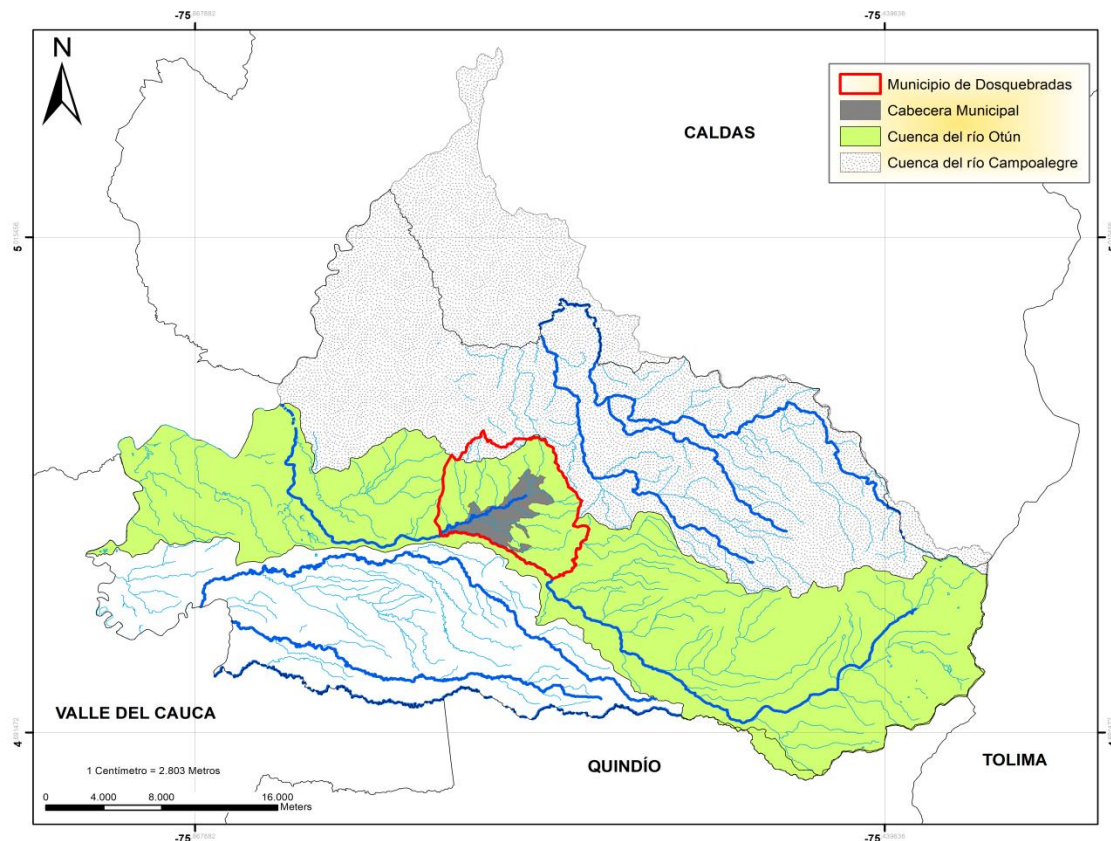 -75
-75
N
Municipio de Dosquebradas
Cabecera Municipal
Cuenca del río Otún
Cuenca del río Campoalegre
CALDAS
5
5
VALLE DEL CAUCA
QUINDÍO
TOLIMA
4
4
1 Centímetro = 2.803 Metros
0 4.000 8.000 16.000
Meters
-75
-75